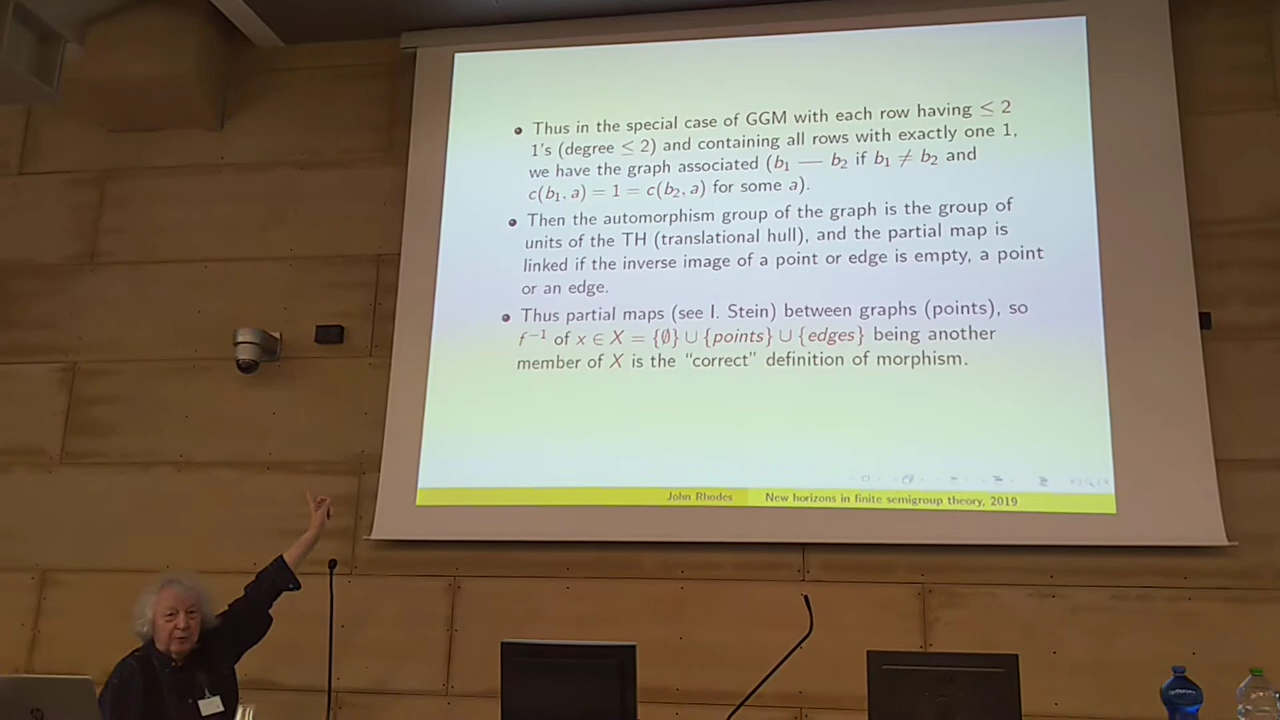 Thus in the special case of GGM with each row having ≤ 2
1's (degree ≤ 2) and containing all rows with exactly one 1,
we have the graph associated (b₁ — b₂ if b₁ ≠ b₂ and
c(b₁, a) = 1 = c(b₂, a) for some a).
Then the automorphism group of the graph is the group of
units of the TH (translational hull), and the partial map is
linked if the inverse image of a point or edge is empty, a point
or an edge.
Thus partial maps (see I. Stein) between graphs (points), so
f⁻¹ of x ∈ X = {∅} ∪ {points} ∪ {edges} being another
member of X is the “correct” definition of morphism.
John Rhodes New horizons in finite semigroup theory, 2019